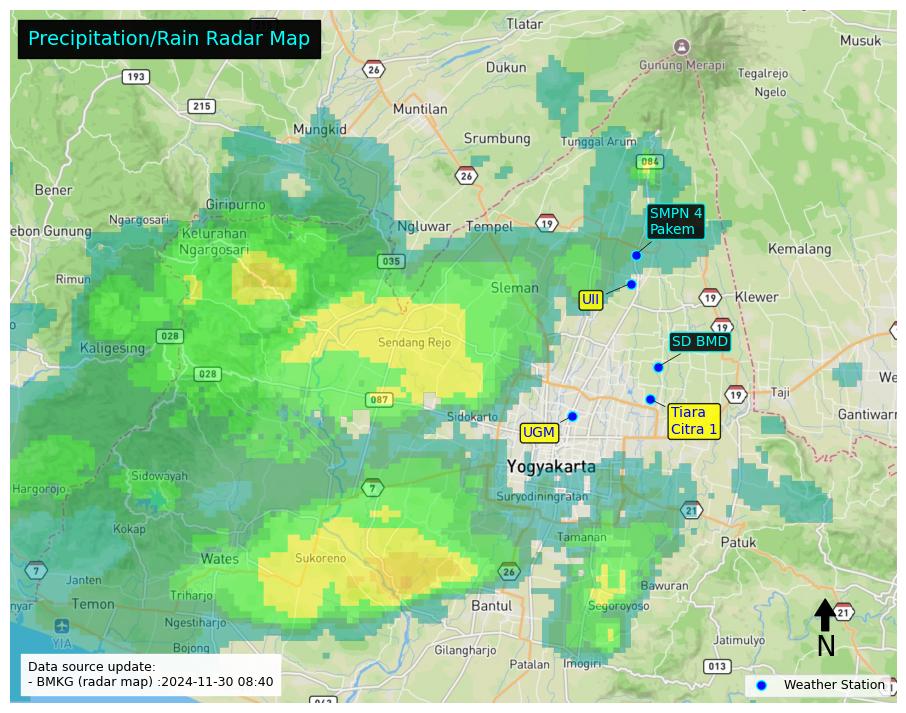 Precipitation/Rain Radar Map
Tlatar
Musuk
26
Dukun
Gunung Merapi
Tegalrejo
193
Ngelo
215
Muntilan
Mungkid
Srumbung
Tunggal Arum
084
Bener
26
Giripurno
SMPN 4
Pakem
Ngargosari
Kelurahan
Ngargosari
Ngluwar
Tempel
19
ebon Gunung
Kemalang
035
Rimun
Sleman
UII
19
Klewer
19
028
Sendang Rejo
SD BMD
Kaligesing
028
We
087
19
Taji
Sidokarto
Tiara
Citra 1
Gantiwarn
UGM
Yogyakarta
Sidowayah
Hargorojo
7
Suryodiningratan
21
Kokap
Tamanan
Patuk
Wates
Sukoreno
7
26
Janten
Bawuran
Triharjo
Temon
Bantul
Segoroyoso
nyar
21
Ngestiharjo
YIA
N
Jatimulyo
Bojong
Gilangharjo
Patalan
Imogiri
013
Data source update:
- BMKG (radar map) :2024-11-30 08:40
Weather Station